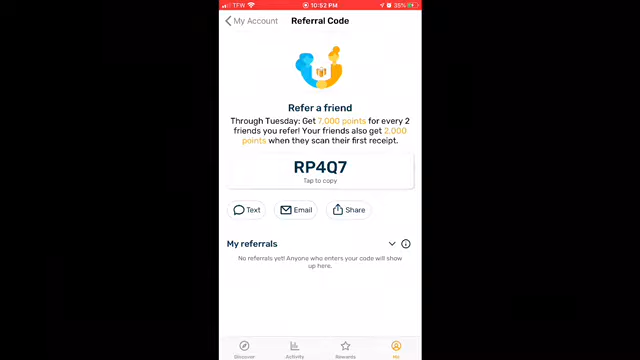 TFW 10:52 PM 35%
My Account Referral Code
Refer a friend
Through Tuesday: Get 7,000 points for every 2
friends you refer! Your friends also get 2,000
points when they scan their first receipt.
RP4Q7
Tap to copy
Text Email Share
My referrals
No referrals yet! Anyone who enters your code will show
up here.
Discover Activity Rewards Me